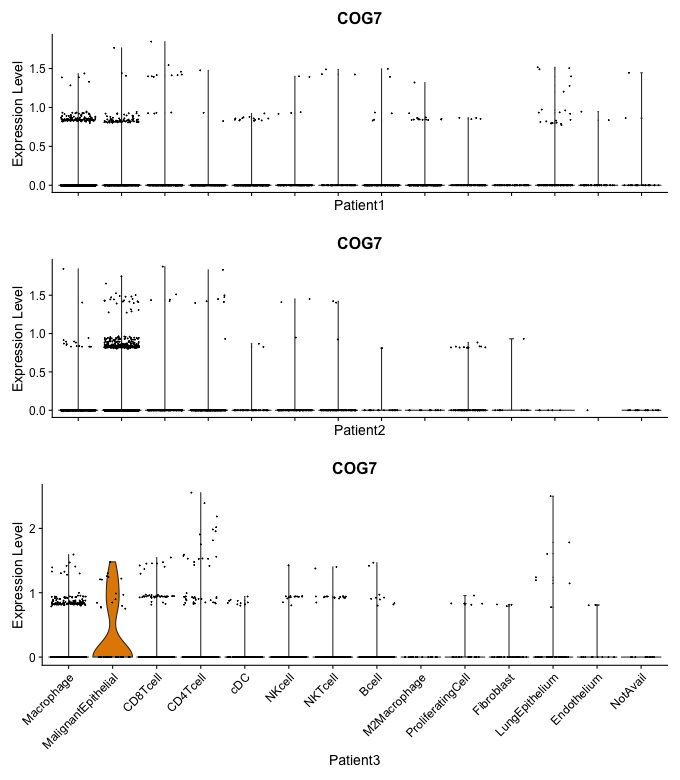 COG7
Expression Level
1.5
1.0
0.5
0.0
Patient1
COG7
Expression Level
1.5
1.0
0.5
0.0
Patient2
COG7
Expression Level
2
1
0
Macrophage
MalignantEpithelial
CD8Tcell
CD4Tcell
cDC
NKcell
NKTcell
Bcell
M2Macrophage
ProliferatingCell
Fibroblast
LungEpithelium
Endothelium
NotAvail
Patient3